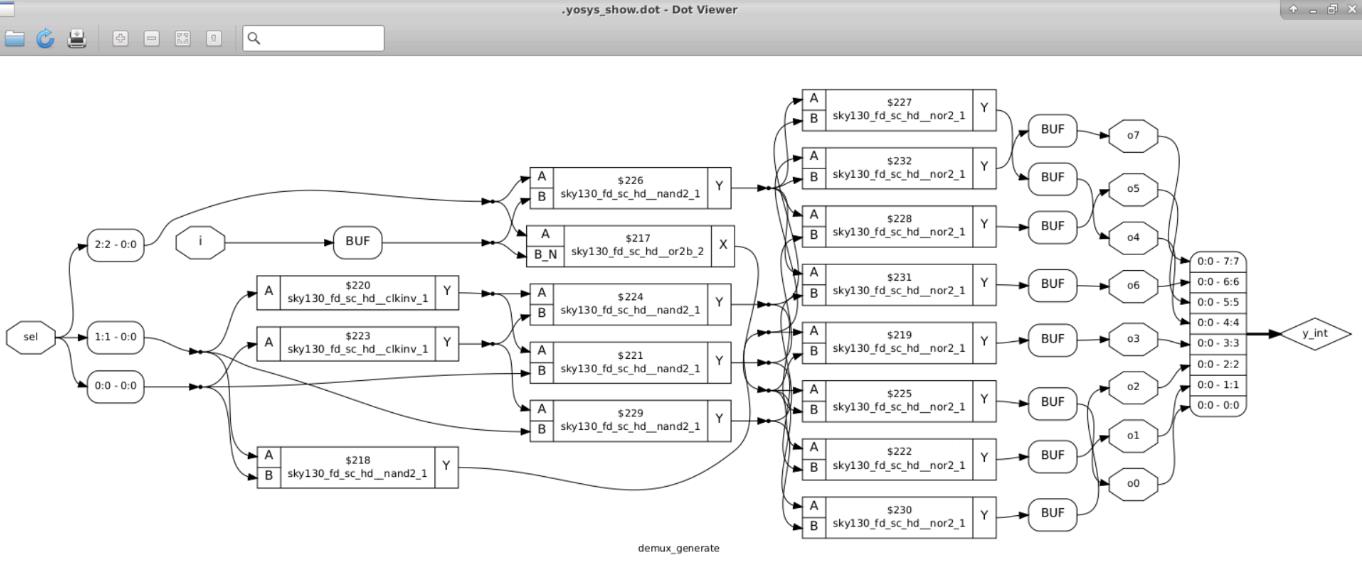 .yosys_show.dot - Dot Viewer
sel
2:2 - 0:0
1:1 - 0:0
0:0 - 0:0
i
BUF
A
$220
sky130_fd_sc_hd__clkinv_1
Y
A
$223
sky130_fd_sc_hd__clkinv_1
Y
A
B
$218
sky130_fd_sc_hd__nand2_1
Y
A
B
$226
sky130_fd_sc_hd__nand2_1
Y
A
B_N
$217
sky130_fd_sc_hd__or2b_2
X
A
B
$224
sky130_fd_sc_hd__nand2_1
Y
A
B
$221
sky130_fd_sc_hd__nand2_1
Y
A
B
$229
sky130_fd_sc_hd__nand2_1
Y
A
B
$227
sky130_fd_sc_hd__nor2_1
Y
A
B
$232
sky130_fd_sc_hd__nor2_1
Y
A
B
$228
sky130_fd_sc_hd__nor2_1
Y
A
B
$231
sky130_fd_sc_hd__nor2_1
Y
A
B
$219
sky130_fd_sc_hd__nor2_1
Y
A
B
$225
sky130_fd_sc_hd__nor2_1
Y
A
B
$222
sky130_fd_sc_hd__nor2_1
Y
A
B
$230
sky130_fd_sc_hd__nor2_1
Y
BUF
BUF
BUF
BUF
BUF
BUF
BUF
BUF
o7
o5
o4
o6
o3
o2
o1
o0
0:0 - 7:7
0:0 - 6:6
0:0 - 5:5
0:0 - 4:4
0:0 - 3:3
0:0 - 2:2
0:0 - 1:1
0:0 - 0:0
y_int
demux_generate